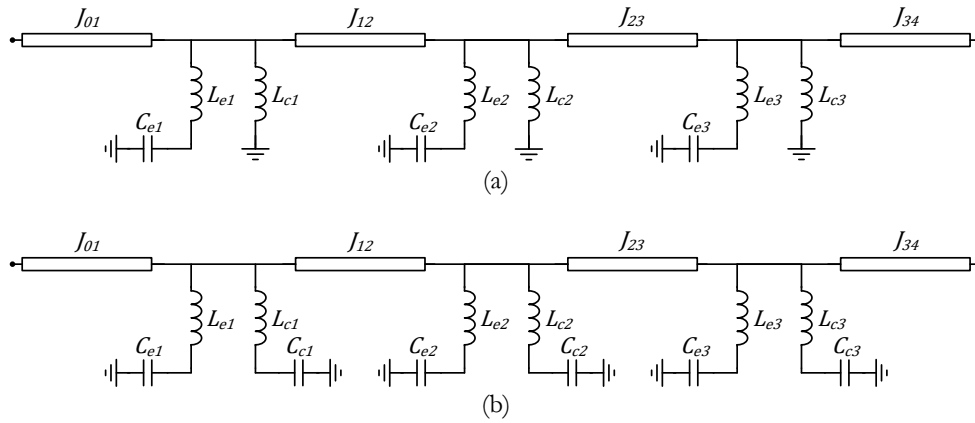 J01 J12 J23 J34
Le1 Lc1 Le2 Lc2 Le3 Lc3
Ce1 Ce2 Ce3
(a)
J01 J12 J23 J34
Le1 Lc1 Le2 Lc2 Le3 Lc3
Ce1 Cc1 Ce2 Cc2 Ce3 Cc3
(b)